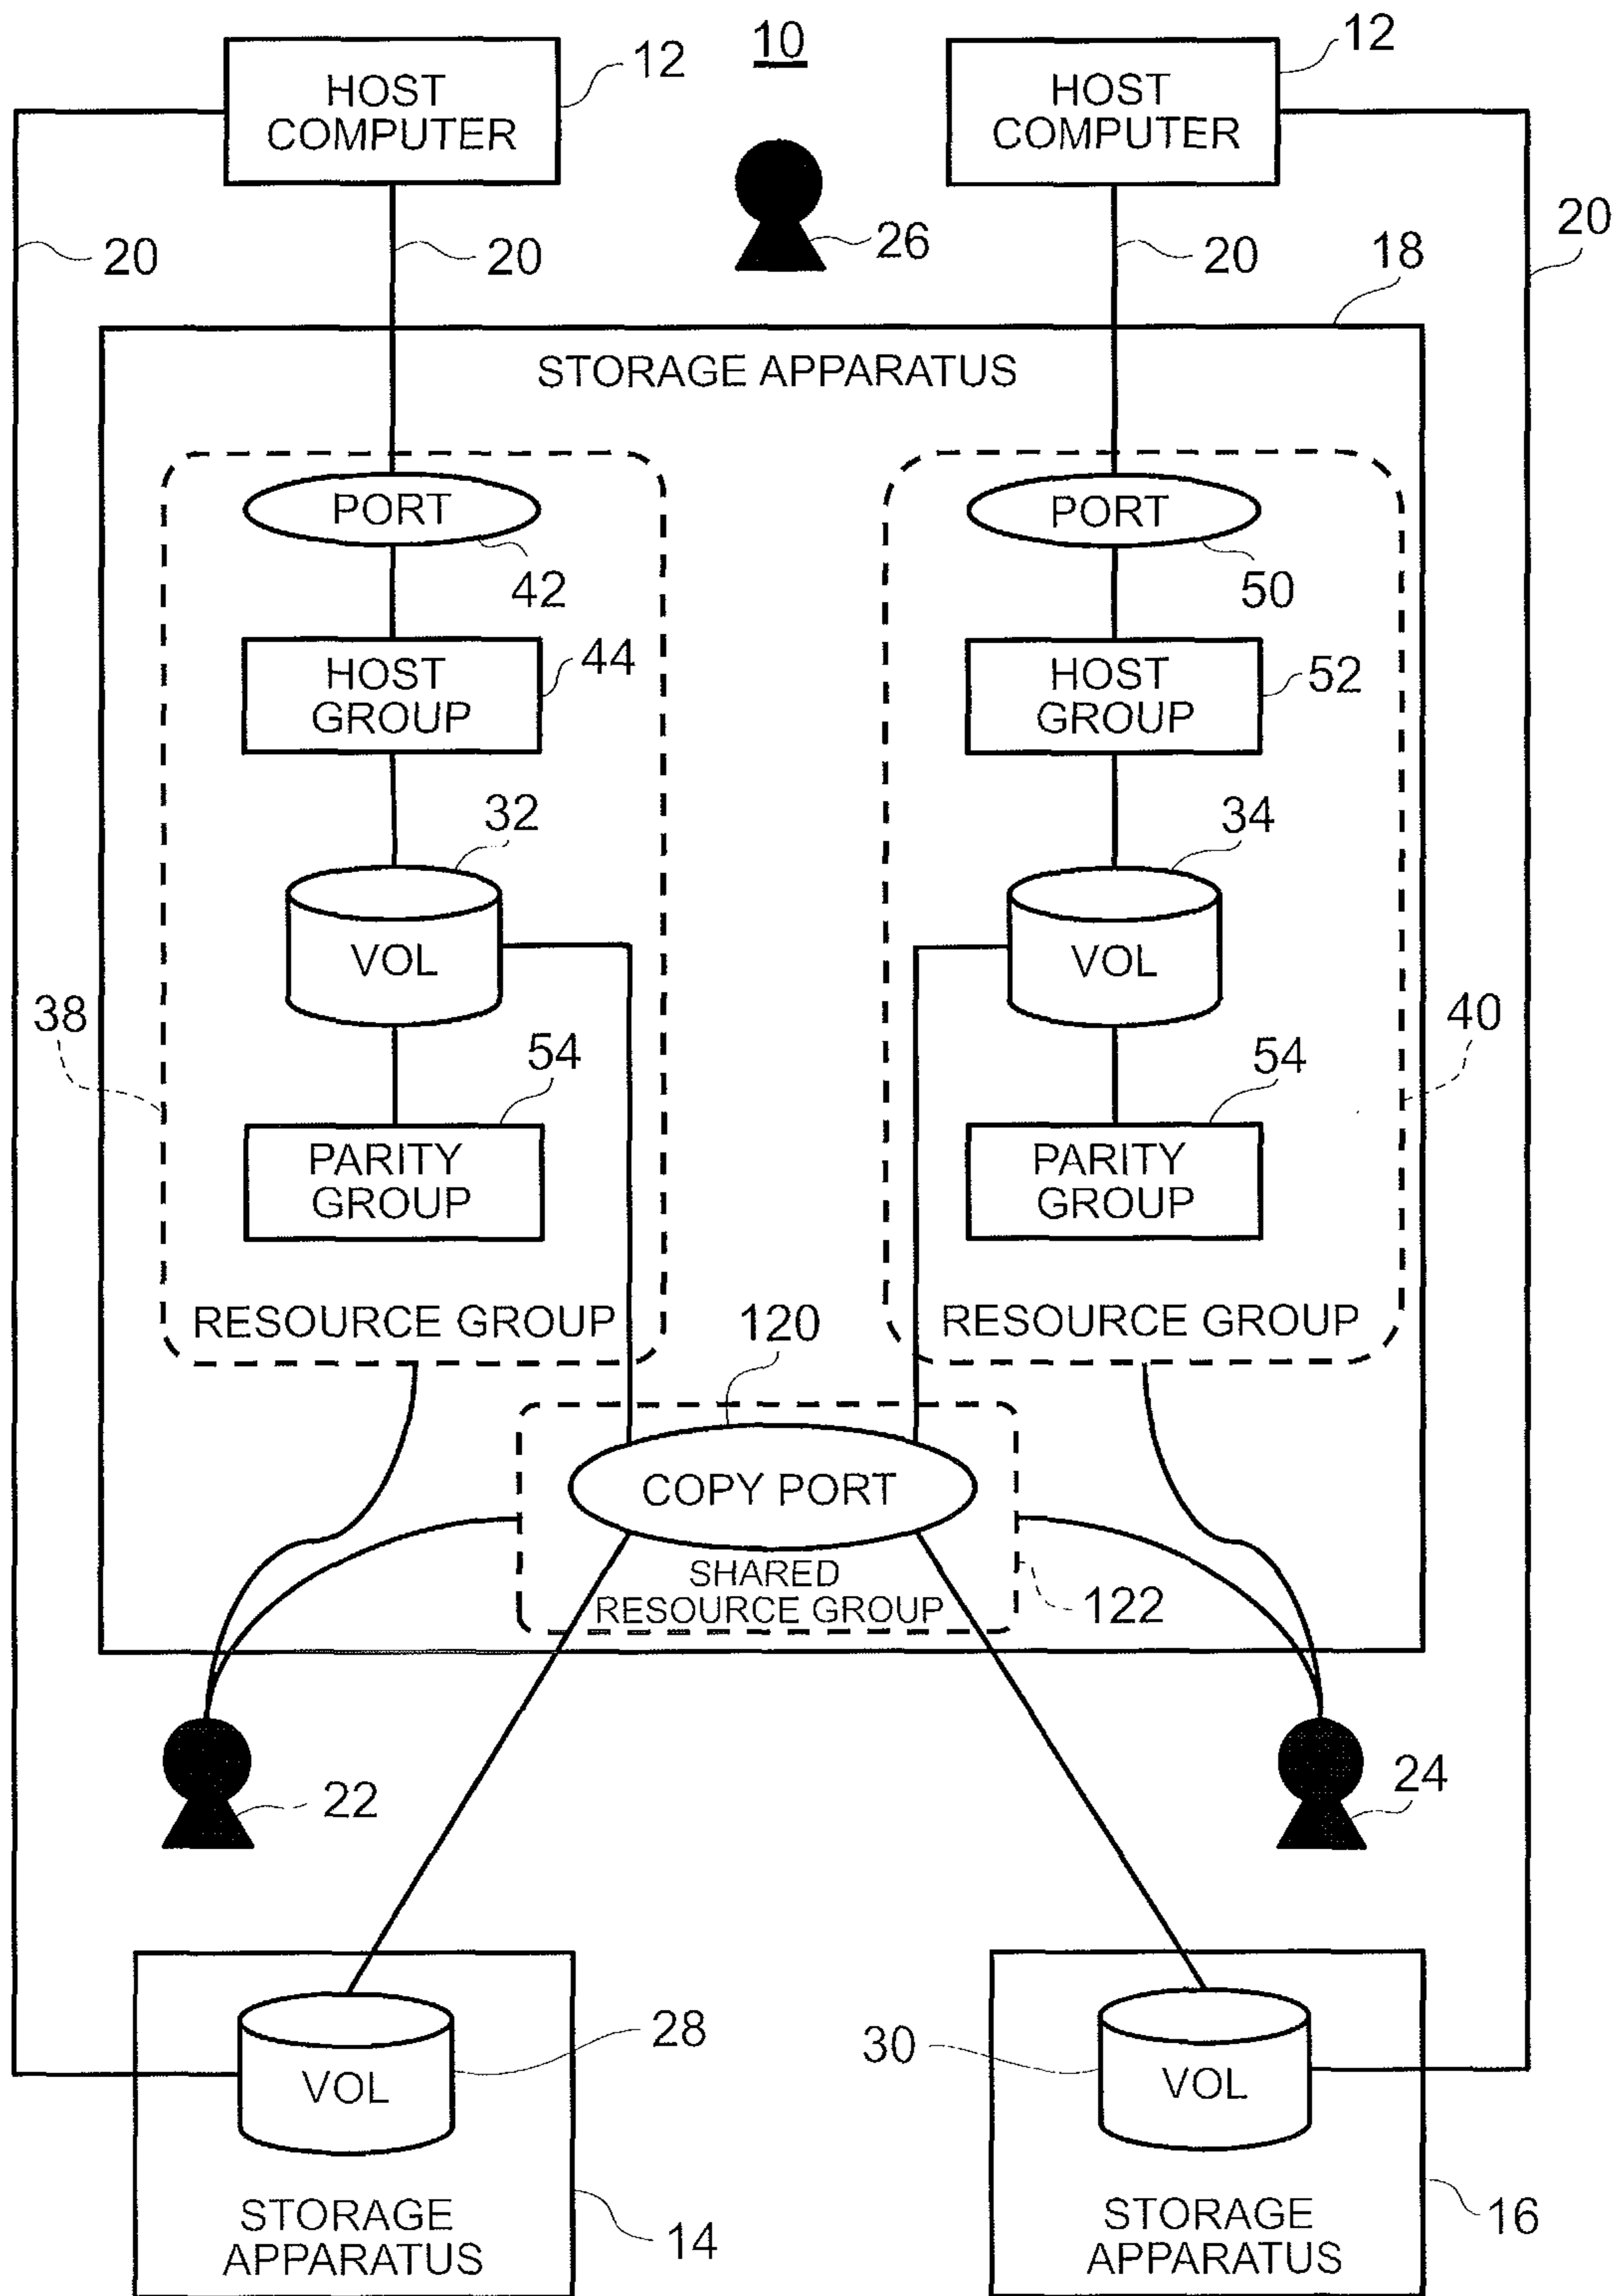 10
HOST
COMPUTER
12
HOST
COMPUTER
12
20
20
26
20
20
18
STORAGE APPARATUS
PORT
42
PORT
50
HOST
GROUP
44
HOST
GROUP
52
32
VOL
34
VOL
38
40
54
PARITY
GROUP
54
PARITY
GROUP
RESOURCE GROUP
RESOURCE GROUP
120
COPY PORT
SHARED
RESOURCE GROUP
122
22
24
28
VOL
30
VOL
STORAGE
APPARATUS
14
STORAGE
APPARATUS
16